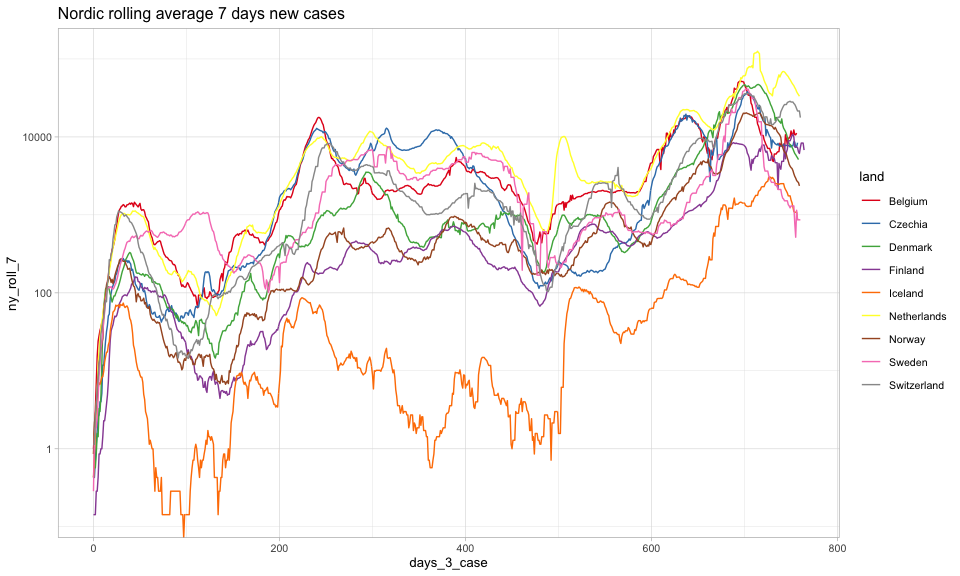 Nordic rolling average 7 days new cases
ny_roll_7
10000
100
1
0
200
400
600
800
days_3_case
land
Belgium
Czechia
Denmark
Finland
Iceland
Netherlands
Norway
Sweden
Switzerland